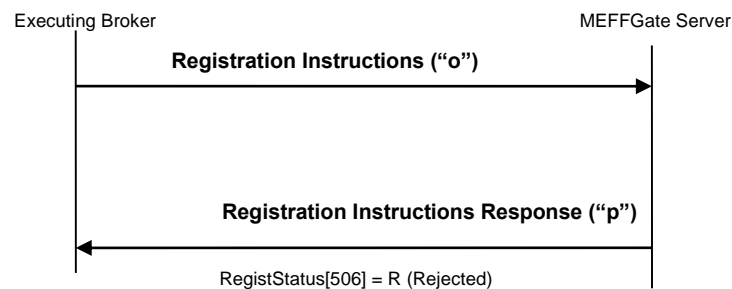 Executing Broker
MEFFGate Server
Registration Instructions (“o”)
Registration Instructions Response (“p”)
RegistStatus[506] = R (Rejected)